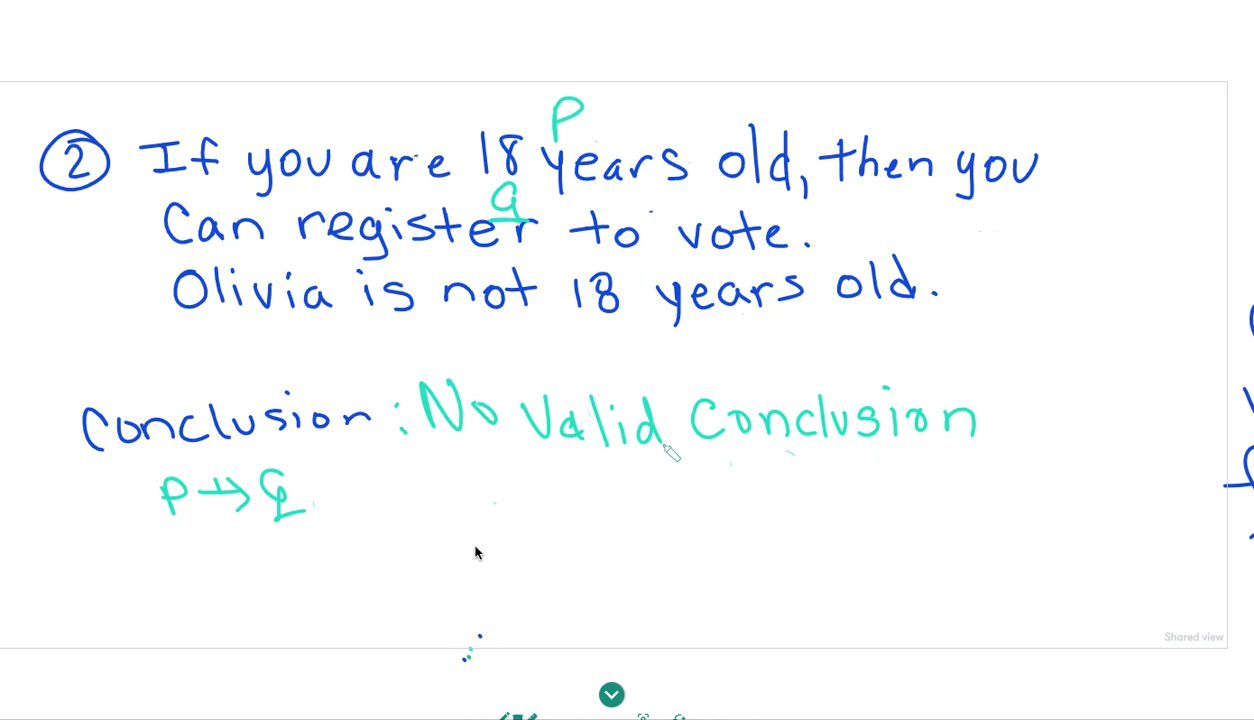 P
② If you are 18 years old, then you
q
Can register to vote.
Olivia is not 18 years old.
Conclusion : No Valid Conclusion
P → q
Shared view